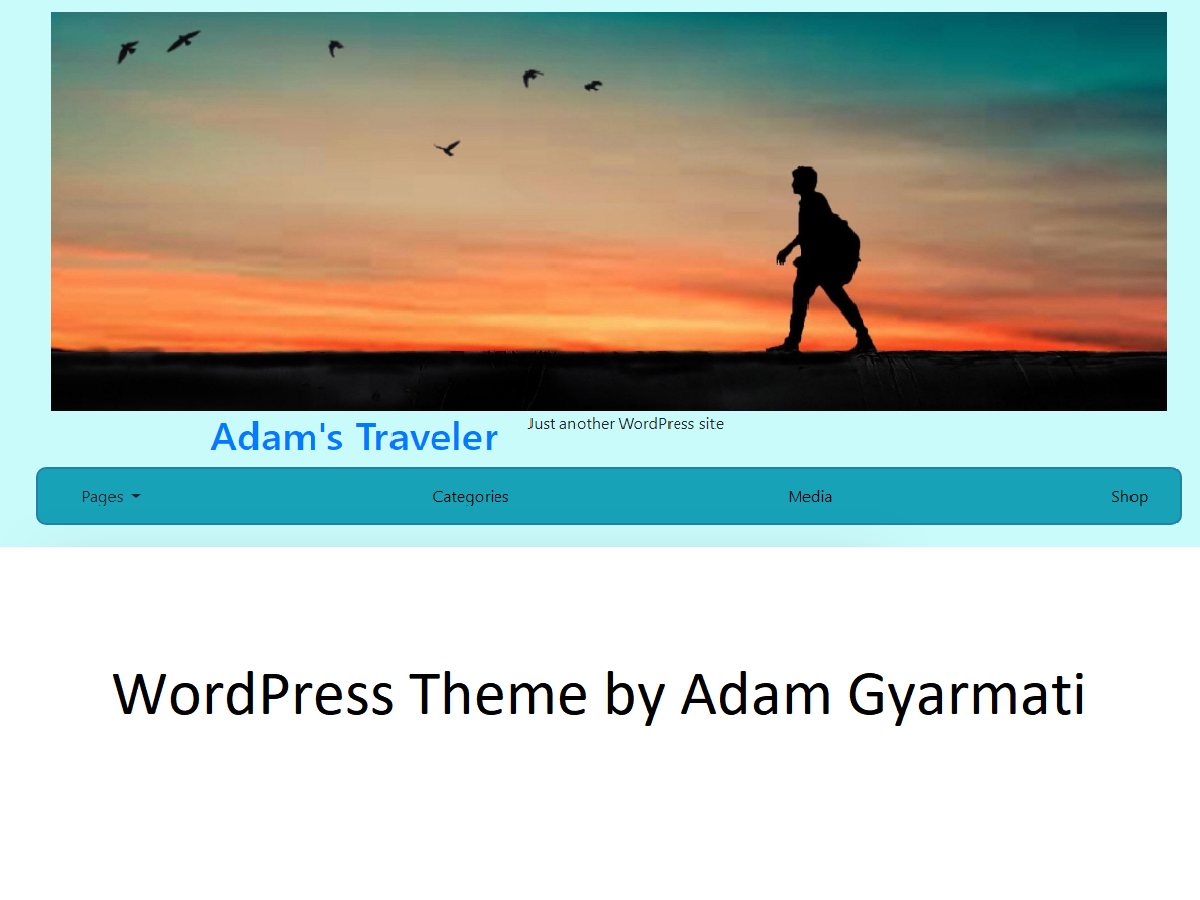 Adam's Traveler Just another WordPress site
Pages Categories Media Shop
WordPress Theme by Adam Gyarmati